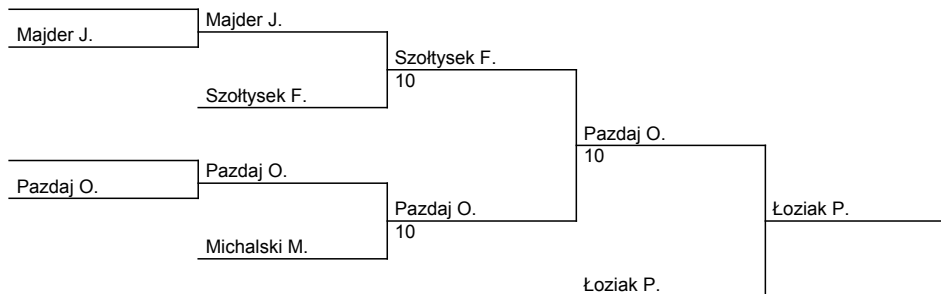 Majder J.
Majder J.
Szołtysek F.
10
Szołtysek F.
Pazdaj O.
10
Pazdaj O.
Pazdaj O.
Pazdaj O.
10
Michalski M.
Łoziak P.
Łoziak P.